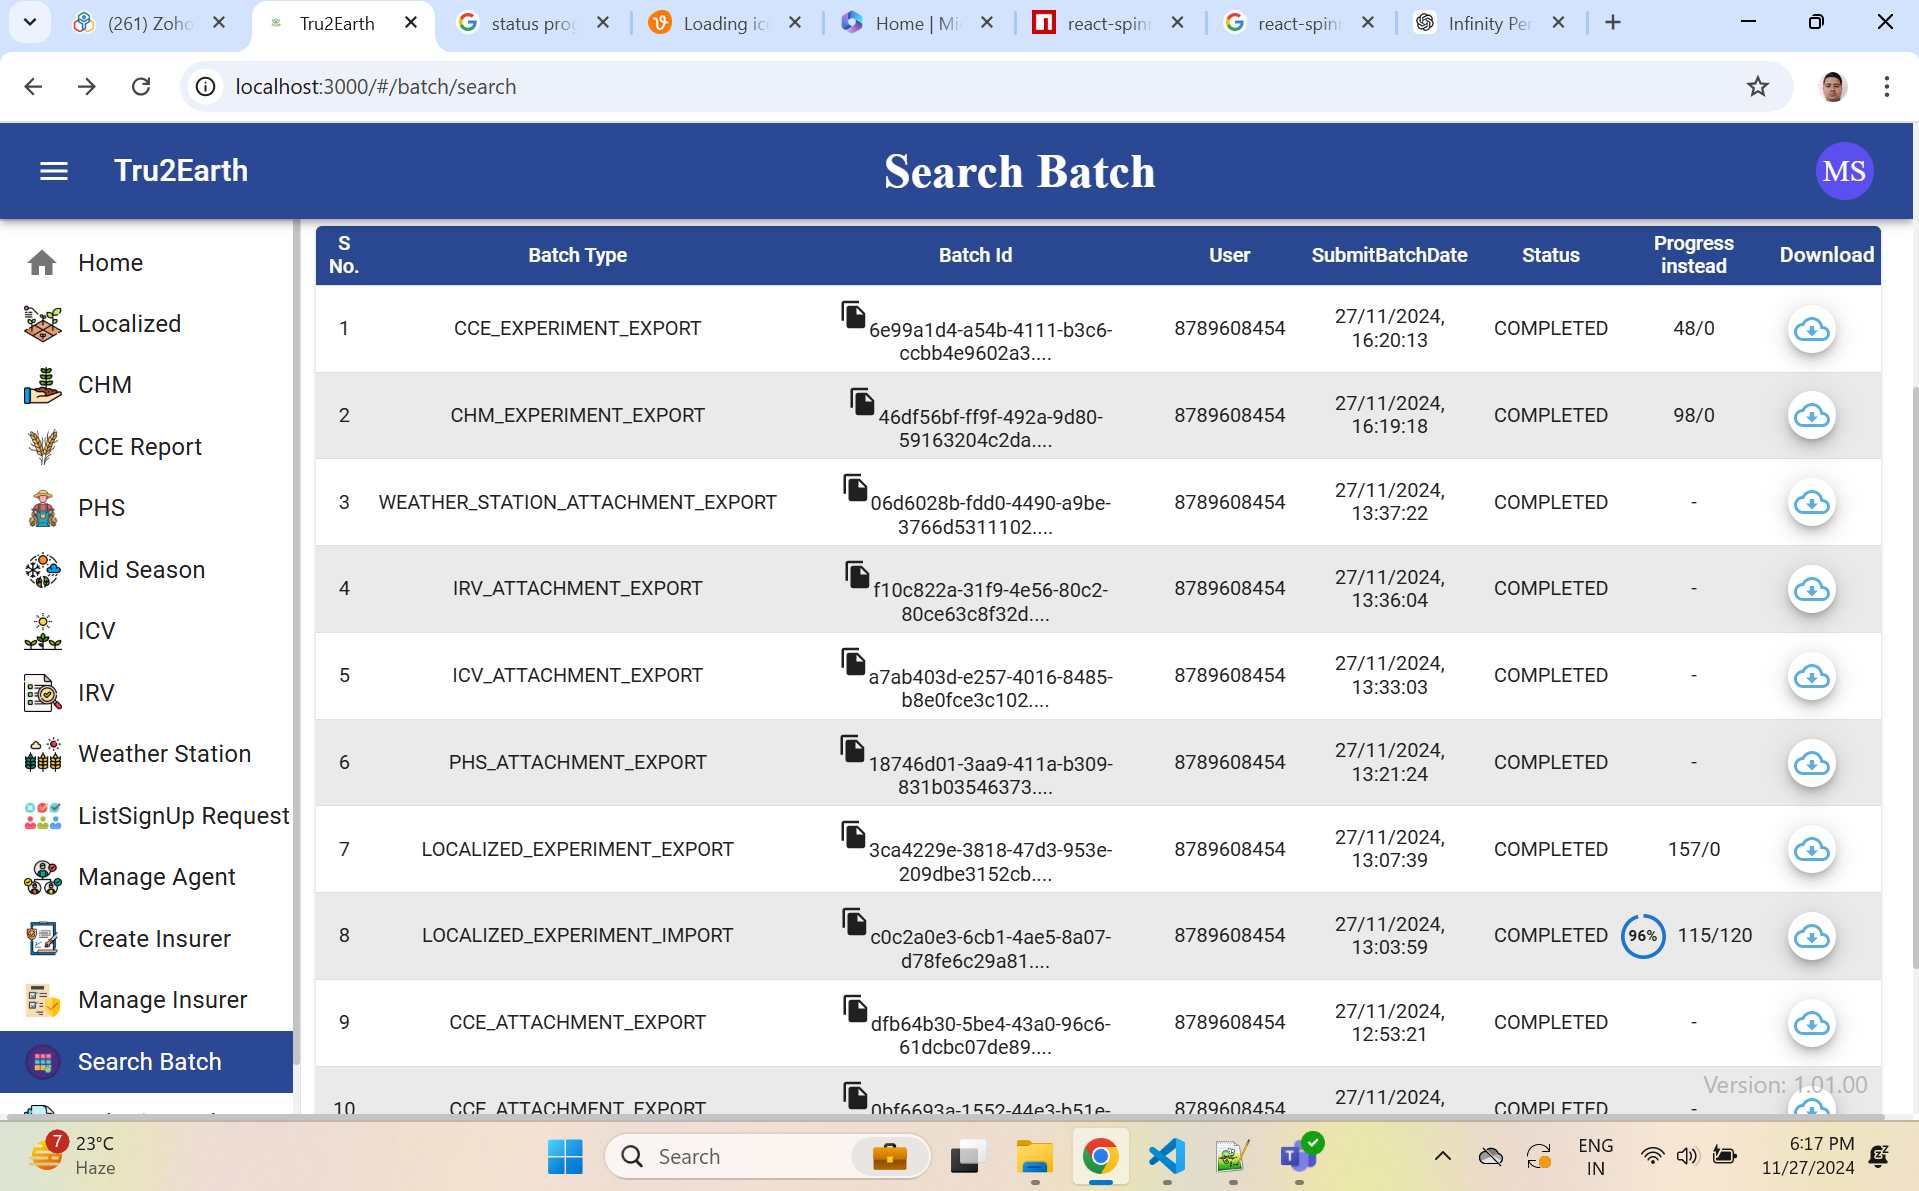 (261) Zoho
Tru2Earth
status prog
Loading ico
Home | Mi
react-spinn
react-spinn
Infinity Per
localhost:3000/#/batch/search
Tru2Earth
Search Batch
MS
Home
Localized
CHM
CCE Report
PHS
Mid Season
ICV
IRV
Weather Station
ListSignUp Request
Manage Agent
Create Insurer
Manage Insurer
Search Batch
S No. Batch Type Batch Id User SubmitBatchDate Status Progress instead Download
1 CCE_EXPERIMENT_EXPORT 6e99a1d4-a54b-4111-b3c6-ccbb4e9602a3.... 8789608454 27/11/2024, 16:20:13 COMPLETED 48/0
2 CHM_EXPERIMENT_EXPORT 46df56bf-ff9f-492a-9d80-59163204c2da.... 8789608454 27/11/2024, 16:19:18 COMPLETED 98/0
3 WEATHER_STATION_ATTACHMENT_EXPORT 06d6028b-fdd0-4490-a9be-3766d5311102.... 8789608454 27/11/2024, 13:37:22 COMPLETED -
4 IRV_ATTACHMENT_EXPORT f10c822a-31f9-4e56-80c2-80ce63c8f32d.... 8789608454 27/11/2024, 13:36:04 COMPLETED -
5 ICV_ATTACHMENT_EXPORT a7ab403d-e257-4016-8485-b8e0fce3c102.... 8789608454 27/11/2024, 13:33:03 COMPLETED -
6 PHS_ATTACHMENT_EXPORT 18746d01-3aa9-411a-b309-831b03546373.... 8789608454 27/11/2024, 13:21:24 COMPLETED -
7 LOCALIZED_EXPERIMENT_EXPORT 3ca4229e-3818-47d3-953e-209dbe3152cb.... 8789608454 27/11/2024, 13:07:39 COMPLETED 157/0
8 LOCALIZED_EXPERIMENT_IMPORT c0c2a0e3-6cb1-4ae5-8a07-d78fe6c29a81.... 8789608454 27/11/2024, 13:03:59 COMPLETED 96% 115/120
9 CCE_ATTACHMENT_EXPORT dfb64b30-5be4-43a0-96c6-61dcbc07de89.... 8789608454 27/11/2024, 12:53:21 COMPLETED -
10 CCE_ATTACHMENT_EXPORT 0bf6693a-1552-44e3-b51e- 8789608454 27/11/2024, COMPLETED -
Version: 1.01.00
7
23°C
Haze
Search
ENG
IN
6:17 PM
11/27/2024